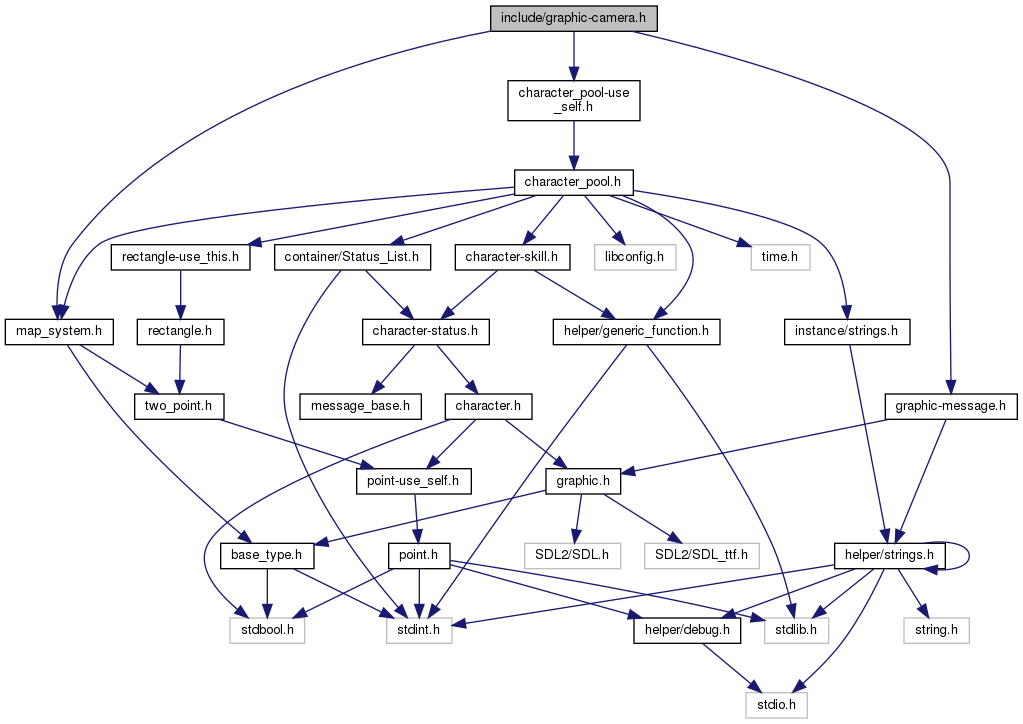 include/graphic-camera.h
character_pool-use
_self.h
character_pool.h
rectangle-use_this.h
container/Status_List.h
character-skill.h
libconfig.h
time.h
map_system.h
rectangle.h
character-status.h
helper/generic_function.h
instance/strings.h
two_point.h
message_base.h
character.h
graphic-message.h
point-use_self.h
graphic.h
base_type.h
point.h
SDL2/SDL.h
SDL2/SDL_ttf.h
helper/strings.h
stdbool.h
stdint.h
helper/debug.h
stdlib.h
string.h
stdio.h